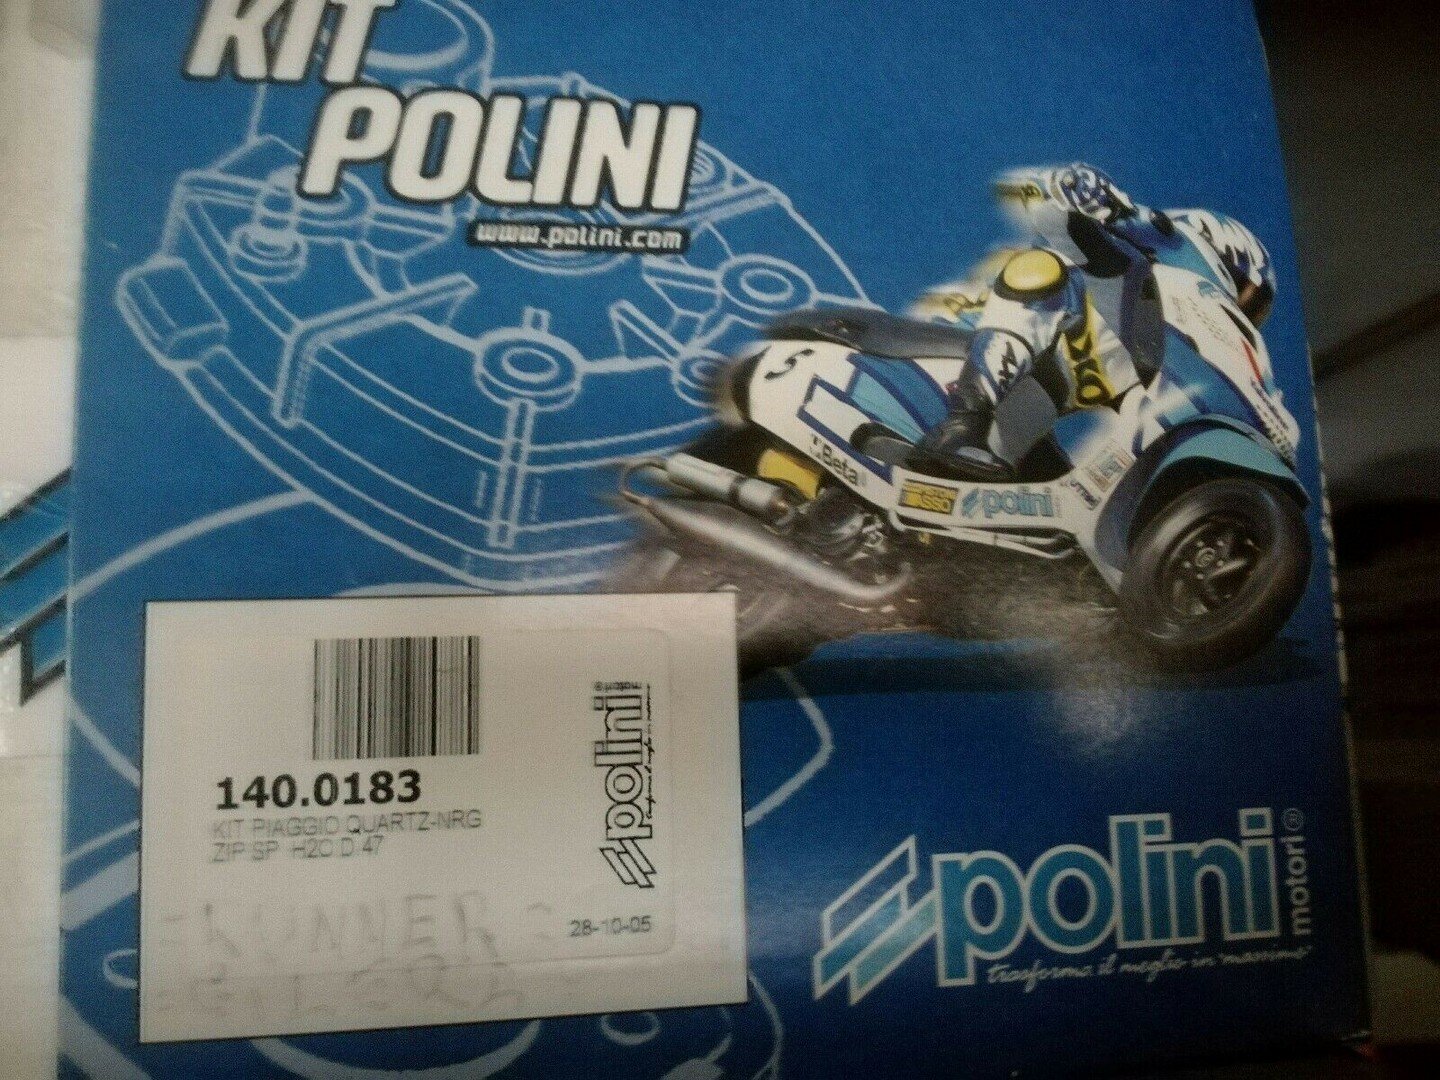 KIT
POLINI
www.polini.com
5
Beta
polini
140.0183
KIT PIAGGIO QUARTZ-NRG
ZIP SP H2O D 47
polini
28-10-05
RUNNER
polini motori®
trasforma il meglio in massimo